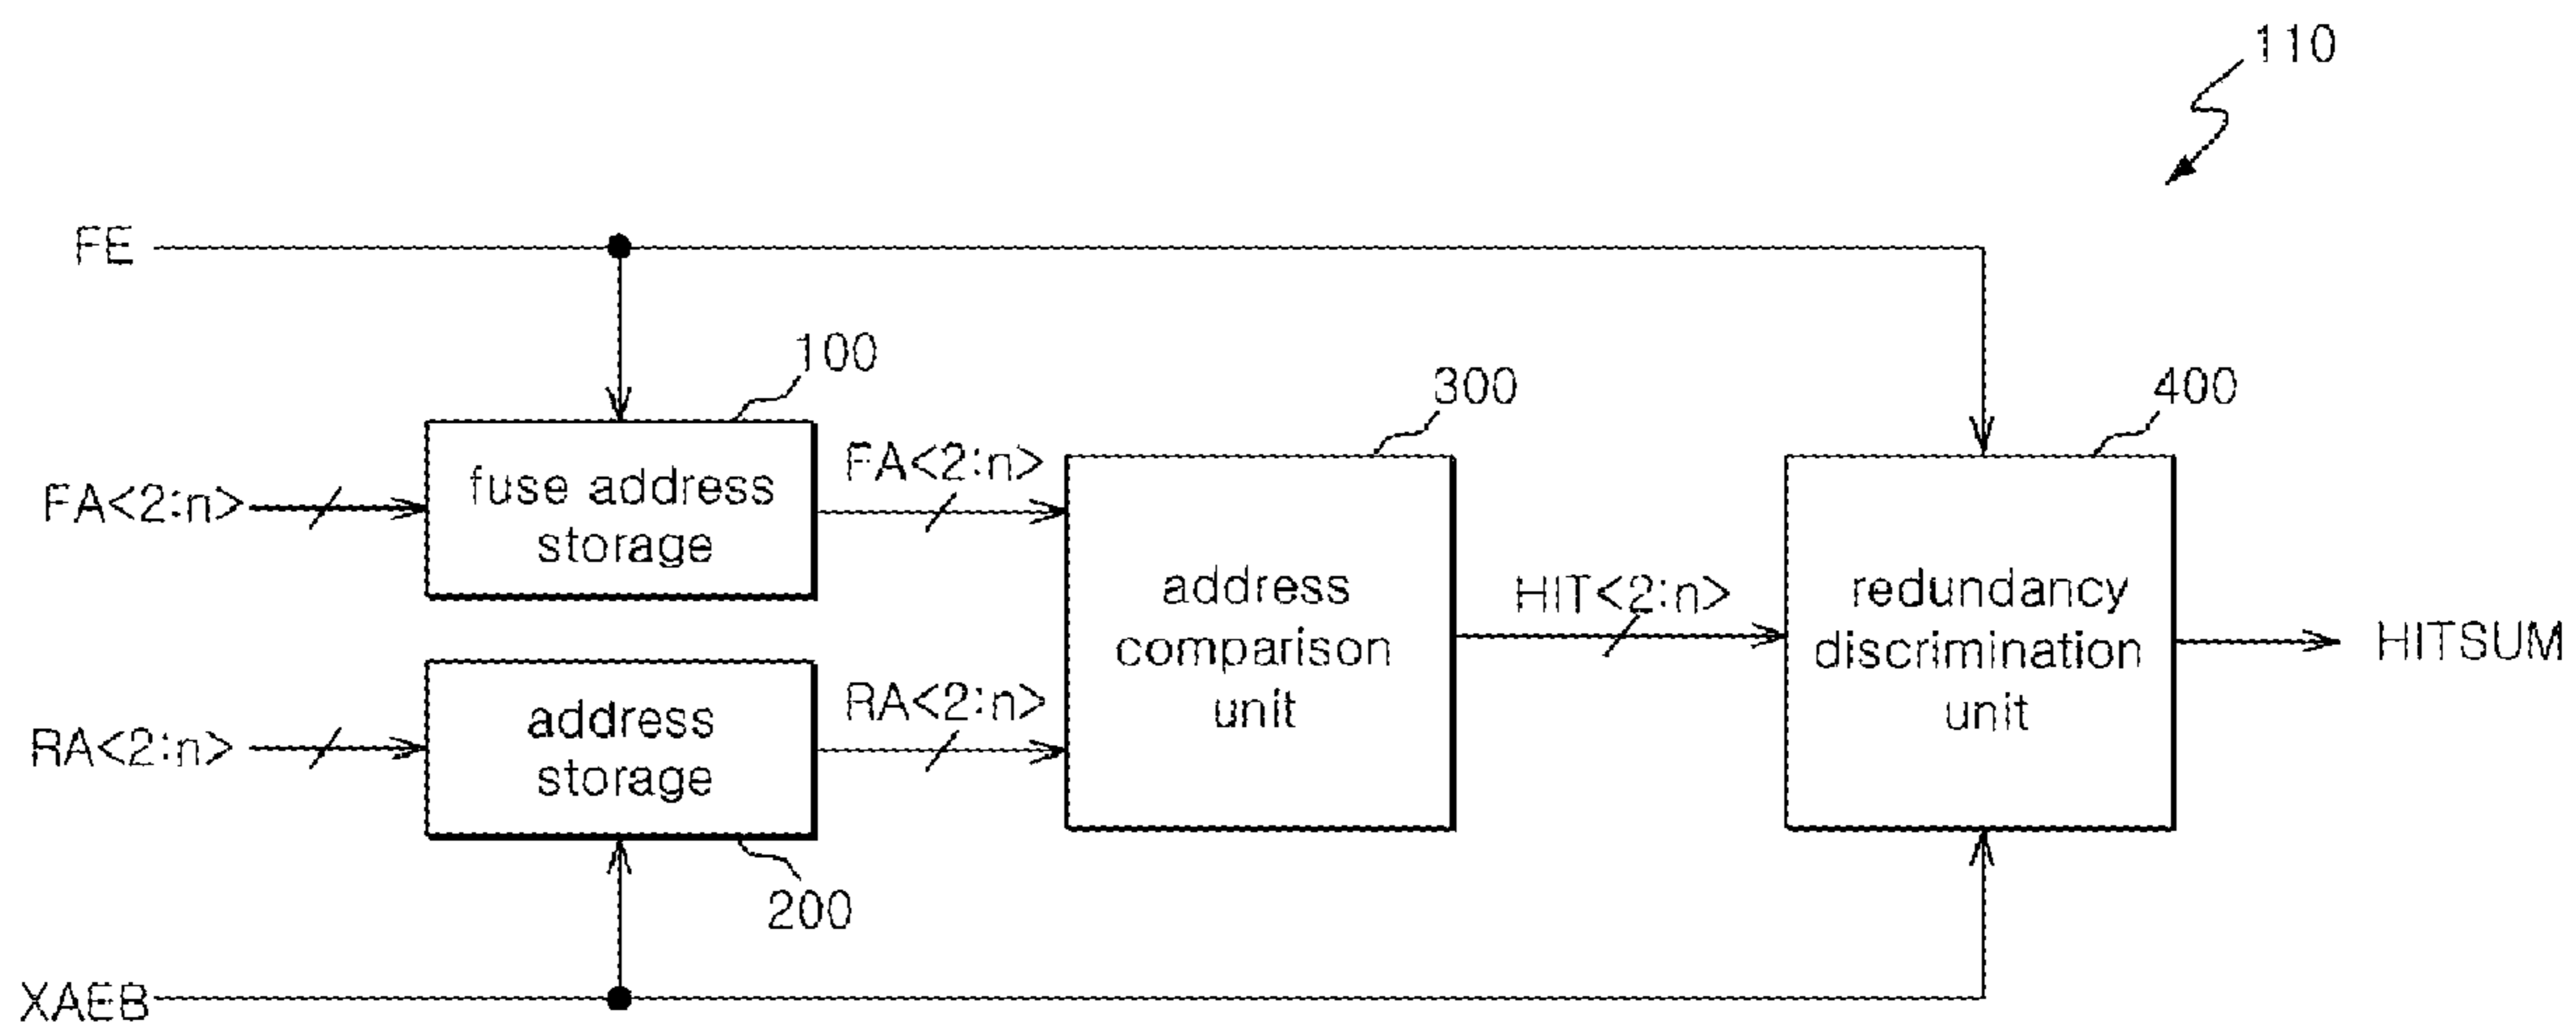 110
FE
100
300
400
FA<2:n>
fuse address
storage
FA<2:n>
address
comparison
unit
HIT<2:n>
redundancy
discrimination
unit
HITSUM
RA<2:n>
address
storage
RA<2:n>
200
XAEB